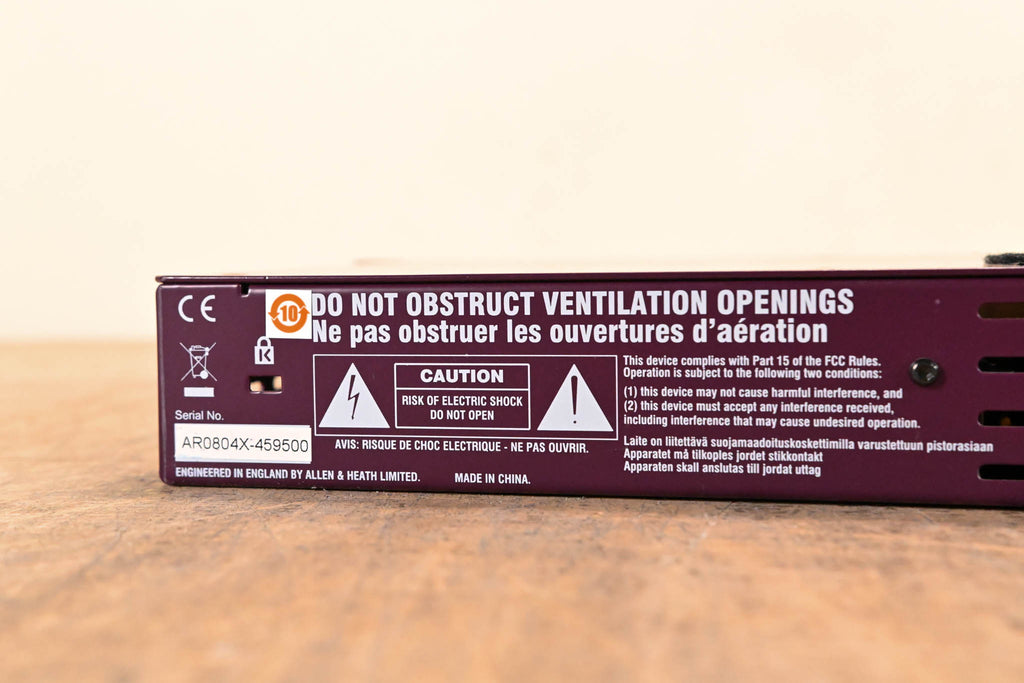 CE
10
DO NOT OBSTRUCT VENTILATION OPENINGS
Ne pas obstruer les ouvertures d'aération
K
CAUTION
RISK OF ELECTRIC SHOCK
DO NOT OPEN
AVIS: RISQUE DE CHOC ELECTRIQUE - NE PAS OUVRIR.
This device complies with Part 15 of the FCC Rules.
Operation is subject to the following two conditions:
(1) this device may not cause harmful interference, and
(2) this device must accept any interference received,
including interference that may cause undesired operation.
Laite on liitettävä suojamaadoituskoskettimilla varustettuun pistorasiaan
Apparatet må tilkoples jordet stikkontakt
Apparaten skall anslutas till jordat uttag
Serial No.
AR0804X-459500
ENGINEERED IN ENGLAND BY ALLEN & HEATH LIMITED.
MADE IN CHINA.